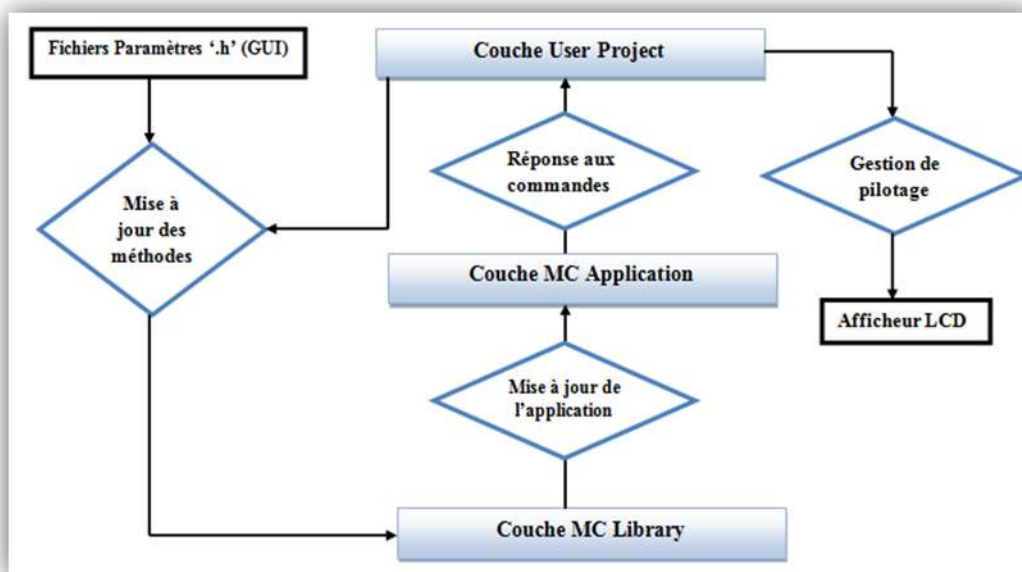 Fichiers Paramètres ‘.h’ (GUI)
Couche User Project
Réponse aux
commandes
Gestion de
pilotage
Mise à
jour des
méthodes
Couche MC Application
Afficheur LCD
Mise à jour de
l’application
Couche MC Library